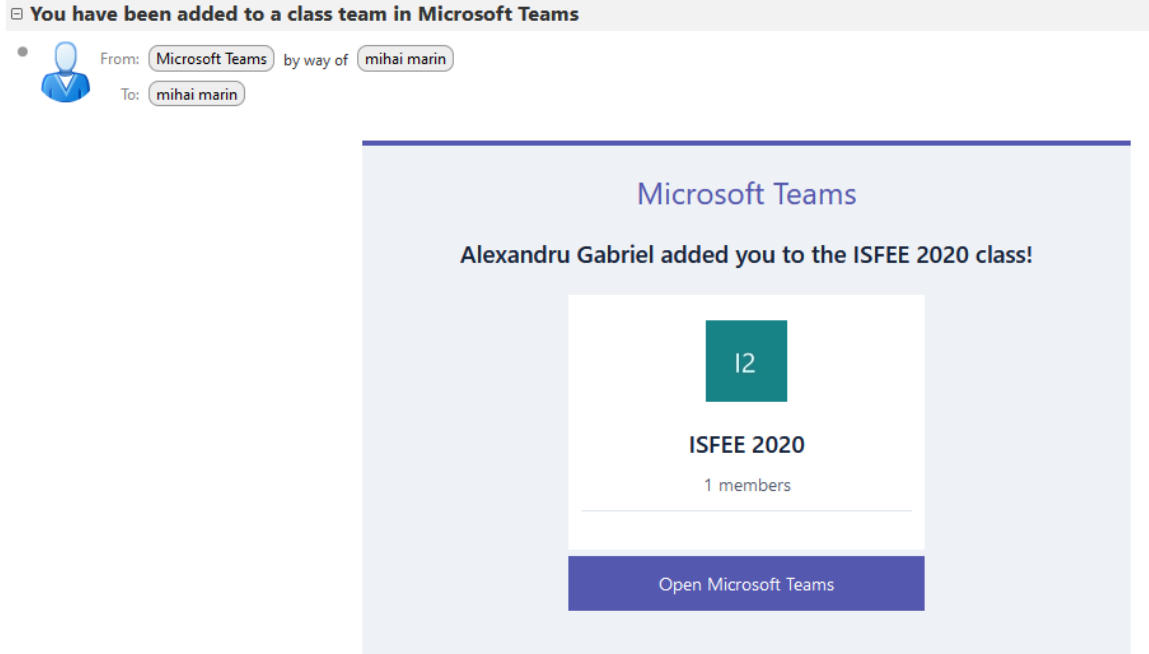 You have been added to a class team in Microsoft Teams
From: Microsoft Teams by way of mihai marin
To: mihai marin
Microsoft Teams
Alexandru Gabriel added you to the ISFEE 2020 class!
I2
ISFEE 2020
1 members
Open Microsoft Teams